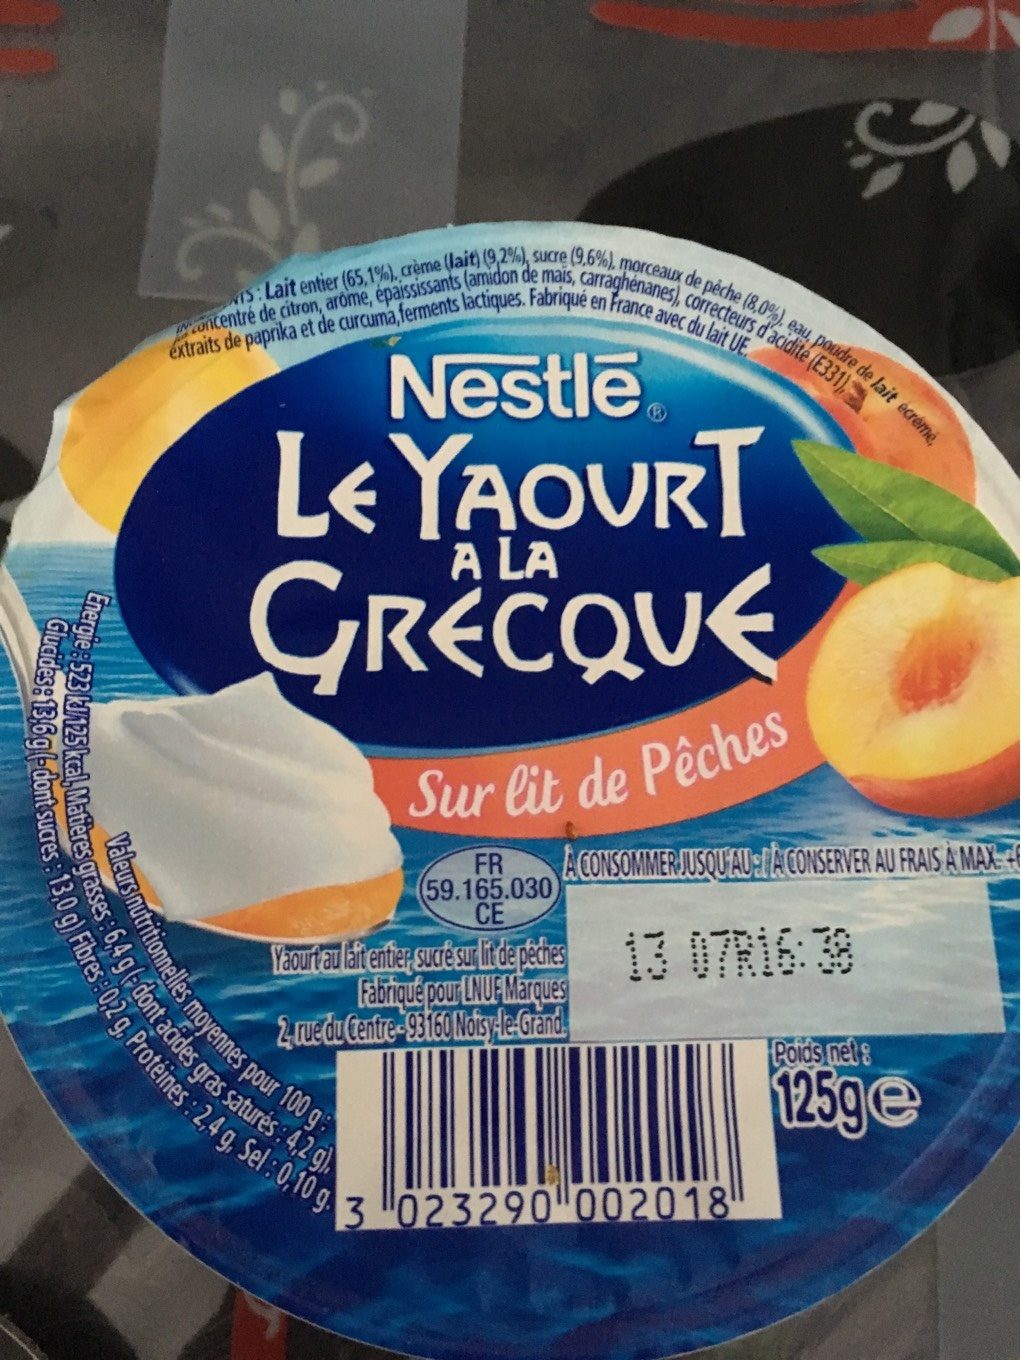 NTS : Lait entier (65,1%), crème (lait) (9,2%), sucre (9,6%), morceaux de pêche (8,0%), eau, poudre de lait écrémé,
concentré de citron, arôme, épaississants (amidon de maïs, carraghénanes), correcteurs d'acidité (E331),
extraits de paprika et de curcuma, ferments lactiques. Fabriqué en France avec du lait UE.
Nestlé®
LE YAOURT
A LA
GRECQUE
Sur lit de Pêches
FR
59.165.030
CE
À CONSOMMER JUSQU'AU : / À CONSERVER AU FRAIS À MAX. +6
13 07R16:38
Yaourt au lait entier, sucré sur lit de pêches
Fabriqué pour LNUF Marques
2, rue du Centre - 93160 Noisy-le-Grand.
Poids net :
125g e
Valeurs nutritionnelles moyennes pour 100 g :
Energie : 523 kJ/125 kcal, Matières grasses : 6,4 g (- dont acides gras saturés : 4,2 g),
Glucides : 13,6 g (- dont sucres : 13,0 g) Fibres : 0,2 g, Protéines : 2,4 g, Sel : 0,10 g.
3 023290 002018